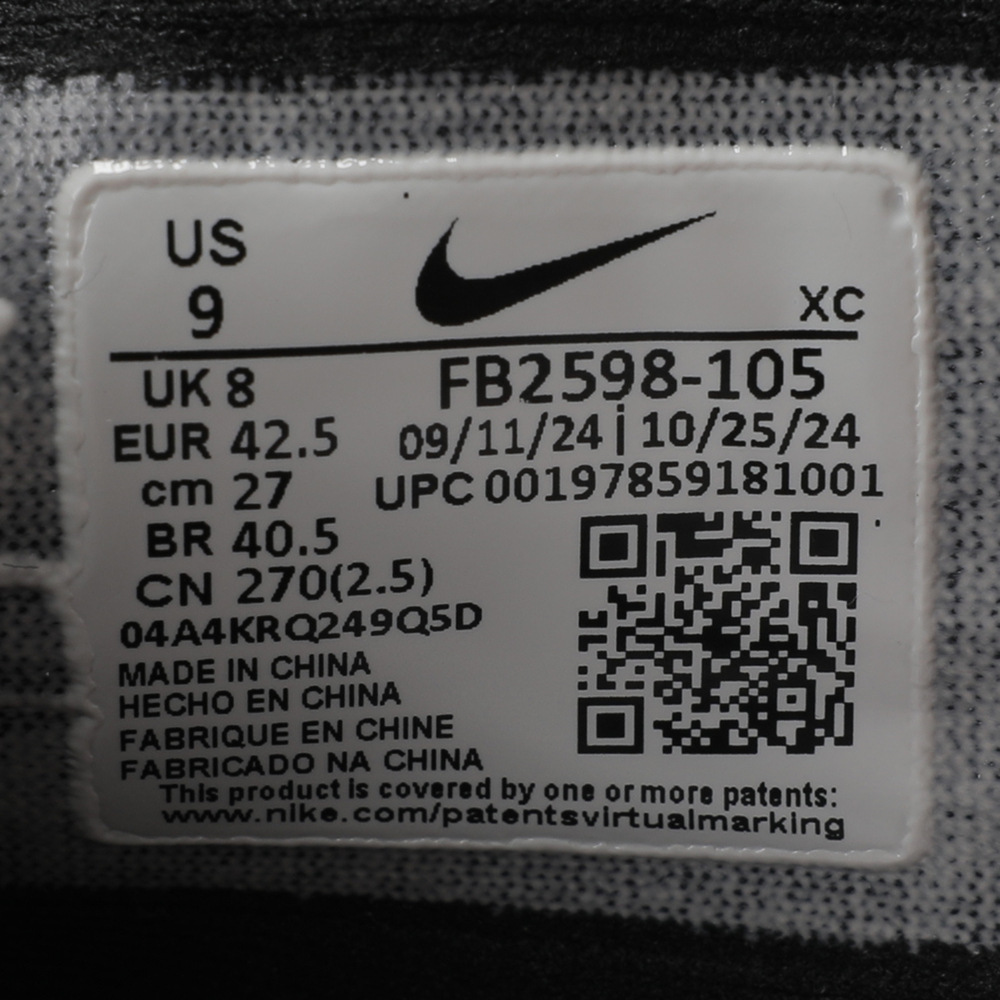 US
9
XC
UK 8
FB2598-105
EUR 42.5
09/11/24 | 10/25/24
cm 27
UPC 00197859181001
BR 40.5
CN 270(2.5)
04A4KRQ249Q5D
MADE IN CHINA
HECHO EN CHINA
FABRIQUE EN CHINE
FABRICADO NA CHINA
This product is covered by one or more patents:
www.nike.com/patentsvirtualmarking